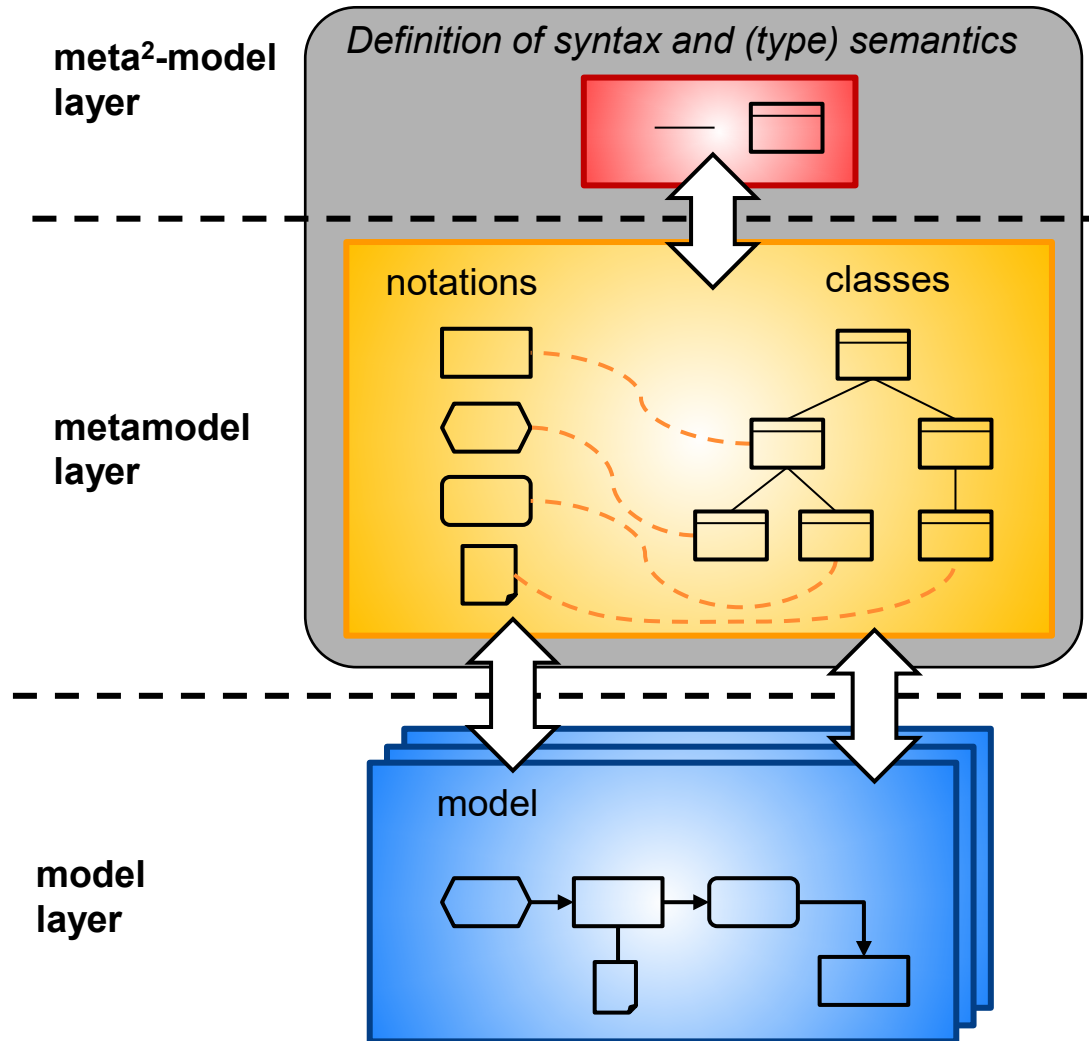 Definition of syntax and (type) semantics
meta²-model
layer
notations
classes
metamodel
layer
model
model
layer